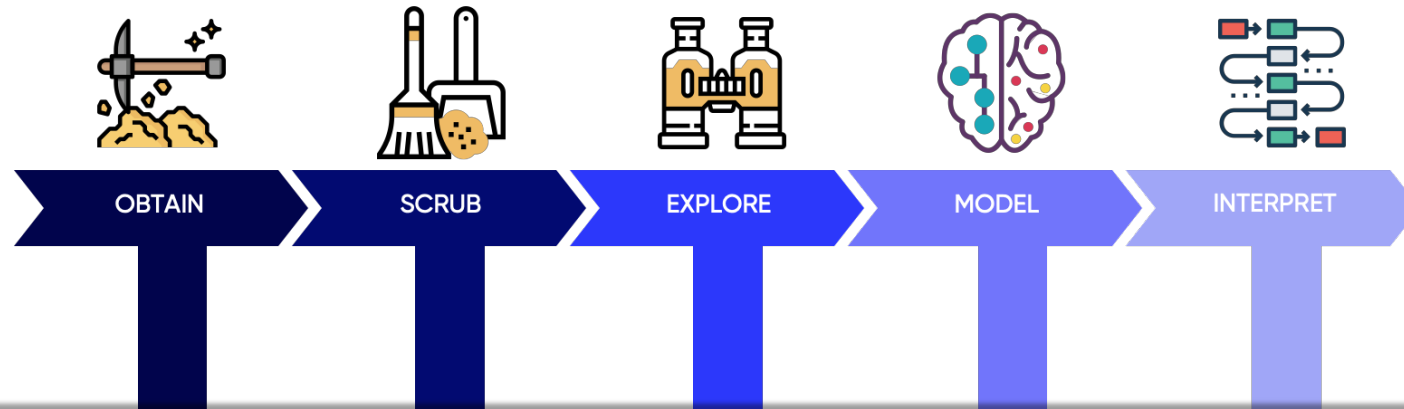 OBTAIN
SCRUB
EXPLORE
MODEL
INTERPRET